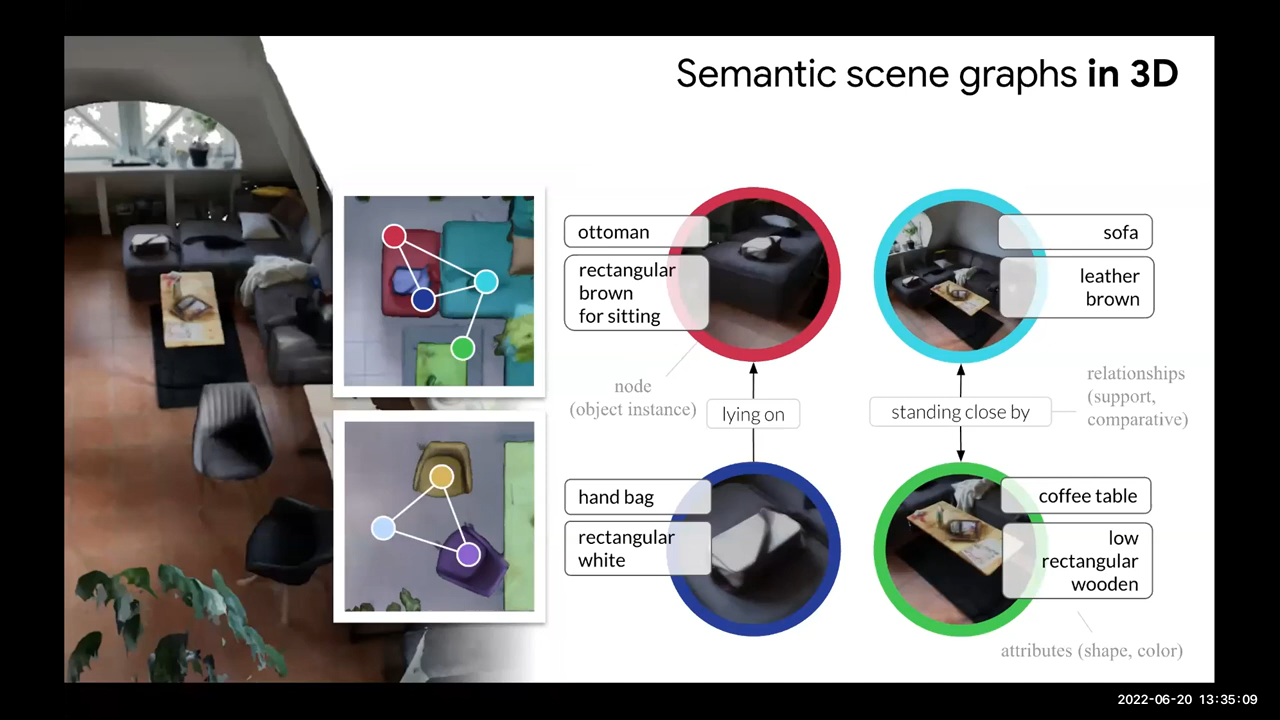 Semantic scene graphs in 3D
ottoman
rectangular
brown
for sitting
sofa
leather
brown
node
(object instance)
lying on
standing close by
relationships
(support,
comparative)
hand bag
rectangular
white
coffee table
low
rectangular
wooden
attributes (shape, color)
2022-06-20 13:35:09